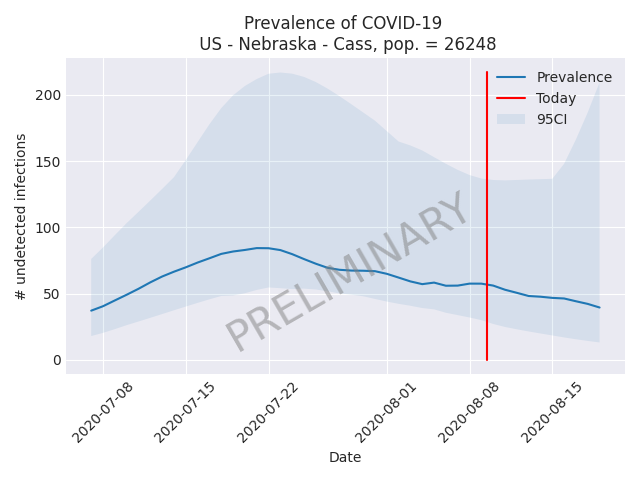 Prevalence of COVID-19
US - Nebraska - Cass, pop. = 26248
Prevalence
Today
95CI
200
150
100
50
0
# undetected infections
PRELIMINARY
2020-07-08
2020-07-15
2020-07-22
2020-08-01
2020-08-08
2020-08-15
Date